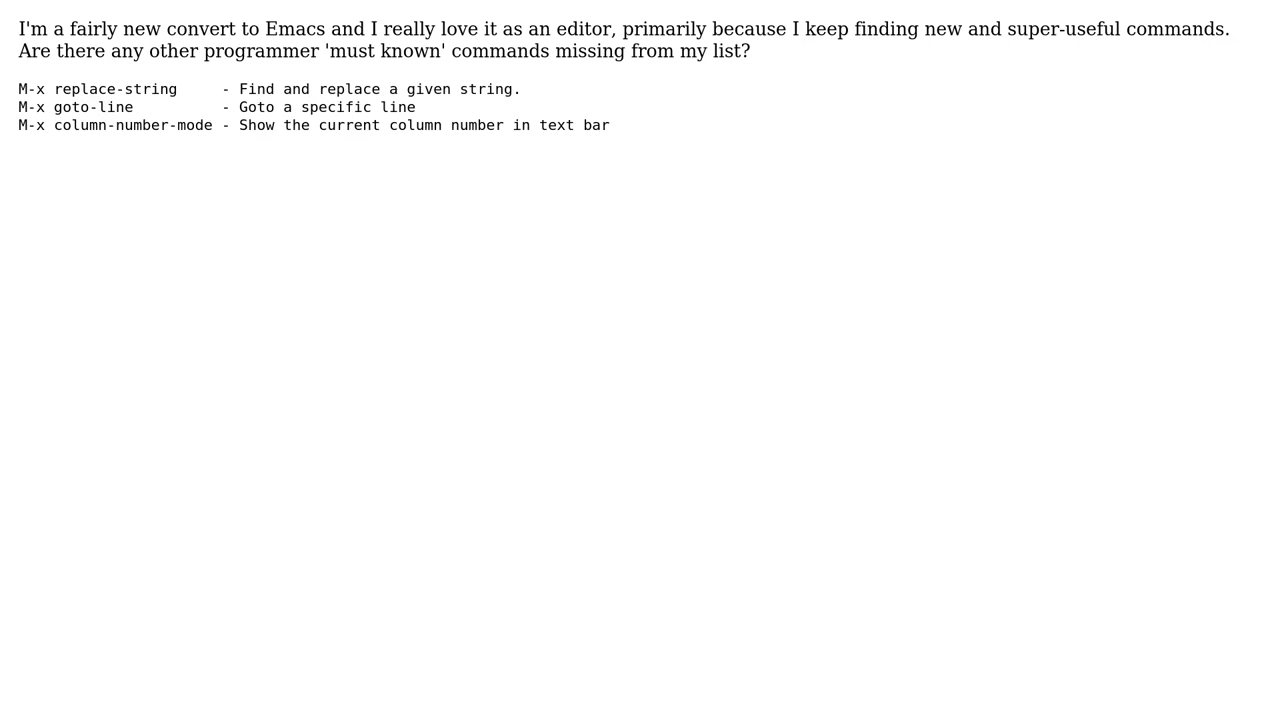 I'm a fairly new convert to Emacs and I really love it as an editor, primarily because I keep finding new and super-useful commands.
Are there any other programmer 'must known' commands missing from my list?
M-x replace-string     - Find and replace a given string.
M-x goto-line          - Goto a specific line
M-x column-number-mode - Show the current column number in text bar